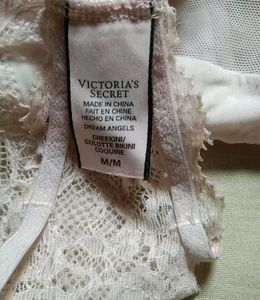 VICTORIA'S
SECRET
MADE IN CHINA
FAIT EN CHINE
HECHO EN CHINA
DREAM ANGELS
CHEEKINI/
CULOTTE BIKINI
COQUINE
M/M